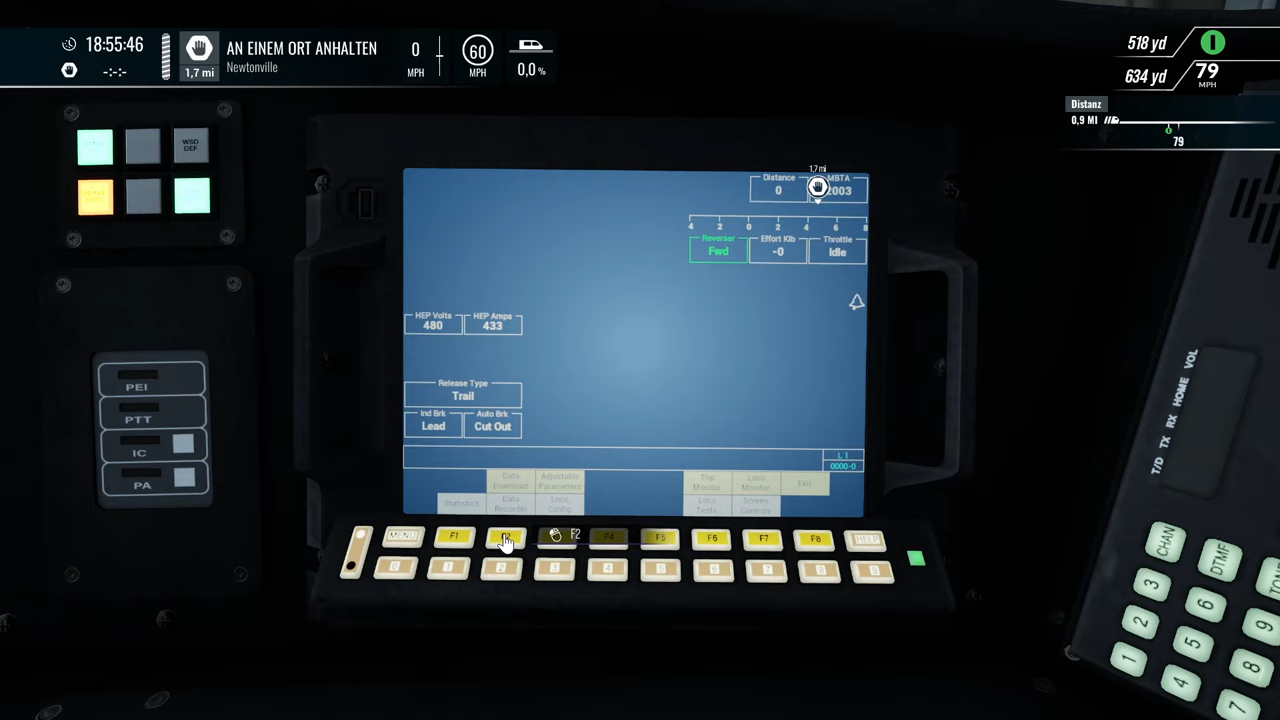 18:55:46
-:-:-
1,7 mi
AN EINEM ORT ANHALTEN
Newtonville
0
MPH
60
MPH
0,0 %
518 yd
634 yd
79
MPH
Distanz
0,9 MI
79
WSD
DEF
PEI
PTT
IC
PA
1,7 mi
Distance
0
MBTA
2003
4 2 0 2 4 6 8
Reverser
Fwd
Effort Klb
-0
Throttle
Idle
HEP Volts
480
HEP Amps
433
Release Type
Trail
Ind Brk
Lead
Auto Brk
Cut Out
L 1
0000-0
Data
Download
Adjustable
Parameters
Trip
Monitor
Loco
Monitor
Exit
Statistics
Data
Recorder
Loco
Config
Loco
Tests
Screen
Controls
MENU F1 F2 F2 F4 F5 F6 F7 F8 HELP
0 1 2 3 4 5 6 7 8 9
T/D TX RX HOME VOL
CHAN
DTMF
3
6
9
2
5
8
1
4
7